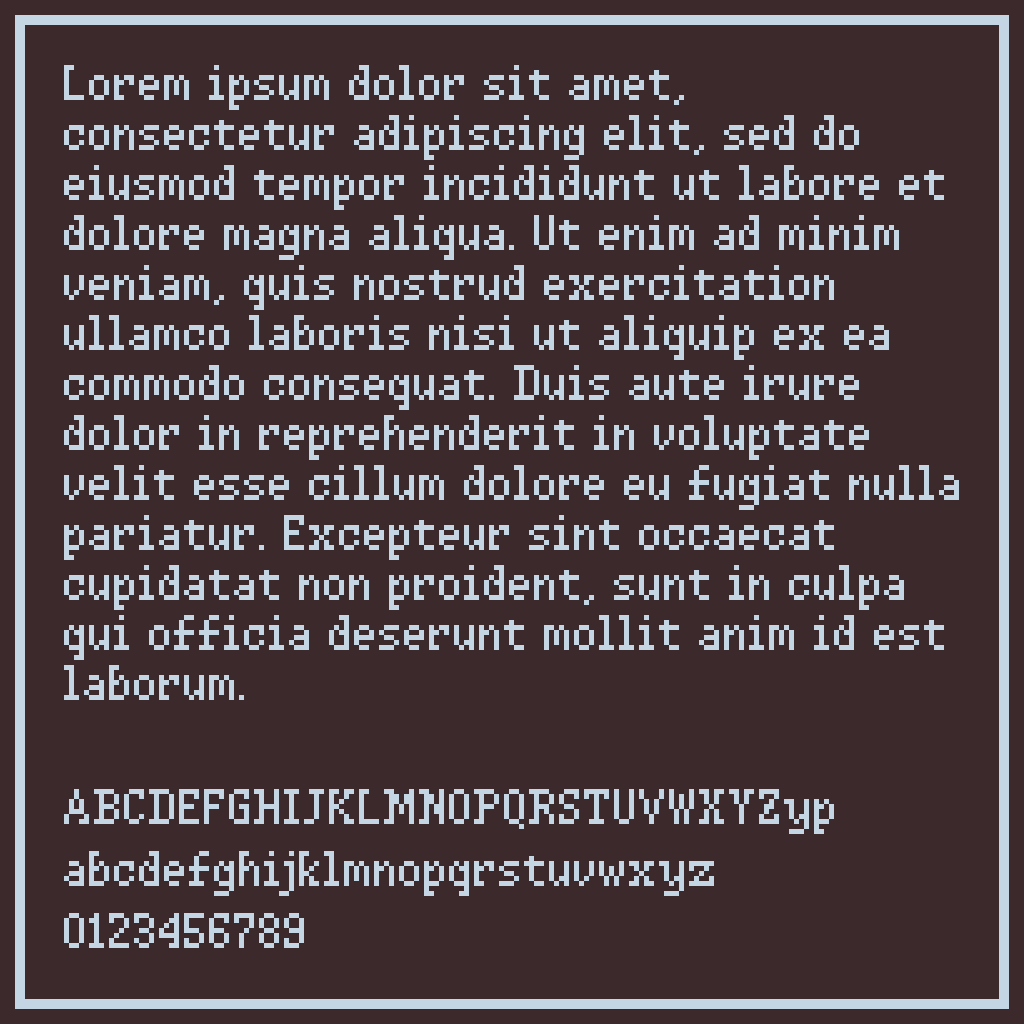 Lorem ipsum dolor sit amet,
consectetur adipiscing elit, sed do
eiusmod tempor incididunt ut labore et
dolore magna aliqua. Ut enim ad minim
veniam, quis nostrud exercitation
ullamco laboris nisi ut aliquip ex ea
commodo consequat. Duis aute irure
dolor in reprehenderit in voluptate
velit esse cillum dolore eu fugiat nulla
pariatur. Excepteur sint occaecat
cupidatat non proident, sunt in culpa
qui officia deserunt mollit anim id est
laborum.
ABCDEFGHIJKLMNOPQRSTUVWXYZyp
abcdefghijklmnopqrstuvwxyz
0123456789